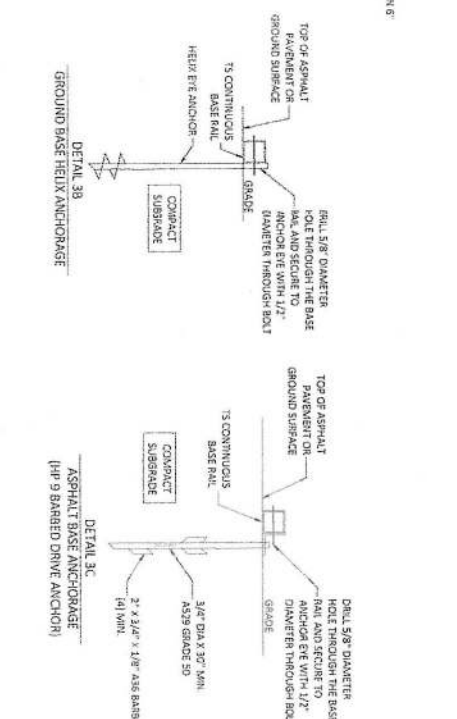 N 6"
TOP OF ASPHALT
PAVEMENT OR
GROUND SURFACE
TS CONTINUOUS
BASE RAIL
HELIX EYE ANCHOR
GRADE
DRILL 5/8" DIAMETER
HOLE THROUGH THE BASE
RAIL AND SECURE TO
ANCHOR EYE WITH 1/2"
DIAMETER THROUGH BOLT
COMPACT
SUBGRADE
DETAIL 3B
GROUND BASE HELIX ANCHORAGE
TOP OF ASPHALT
PAVEMENT OR
GROUND SURFACE
TS CONTINUOUS
BASE RAIL
GRADE
DRILL 5/8" DIAMETER
HOLE THROUGH THE BASE
RAIL AND SECURE TO
ANCHOR EYE WITH 1/2"
DIAMETER THROUGH BOL
COMPACT
SUBGRADE
3/4" DIA X 30" MIN.
A529 GRADE 50
2" X 3/4" X 1/8" A36 BARB
(4) MIN.
DETAIL 3C
ASPHALT BASE ANCHORAGE
(HP 9 BARBED DRIVE ANCHOR)